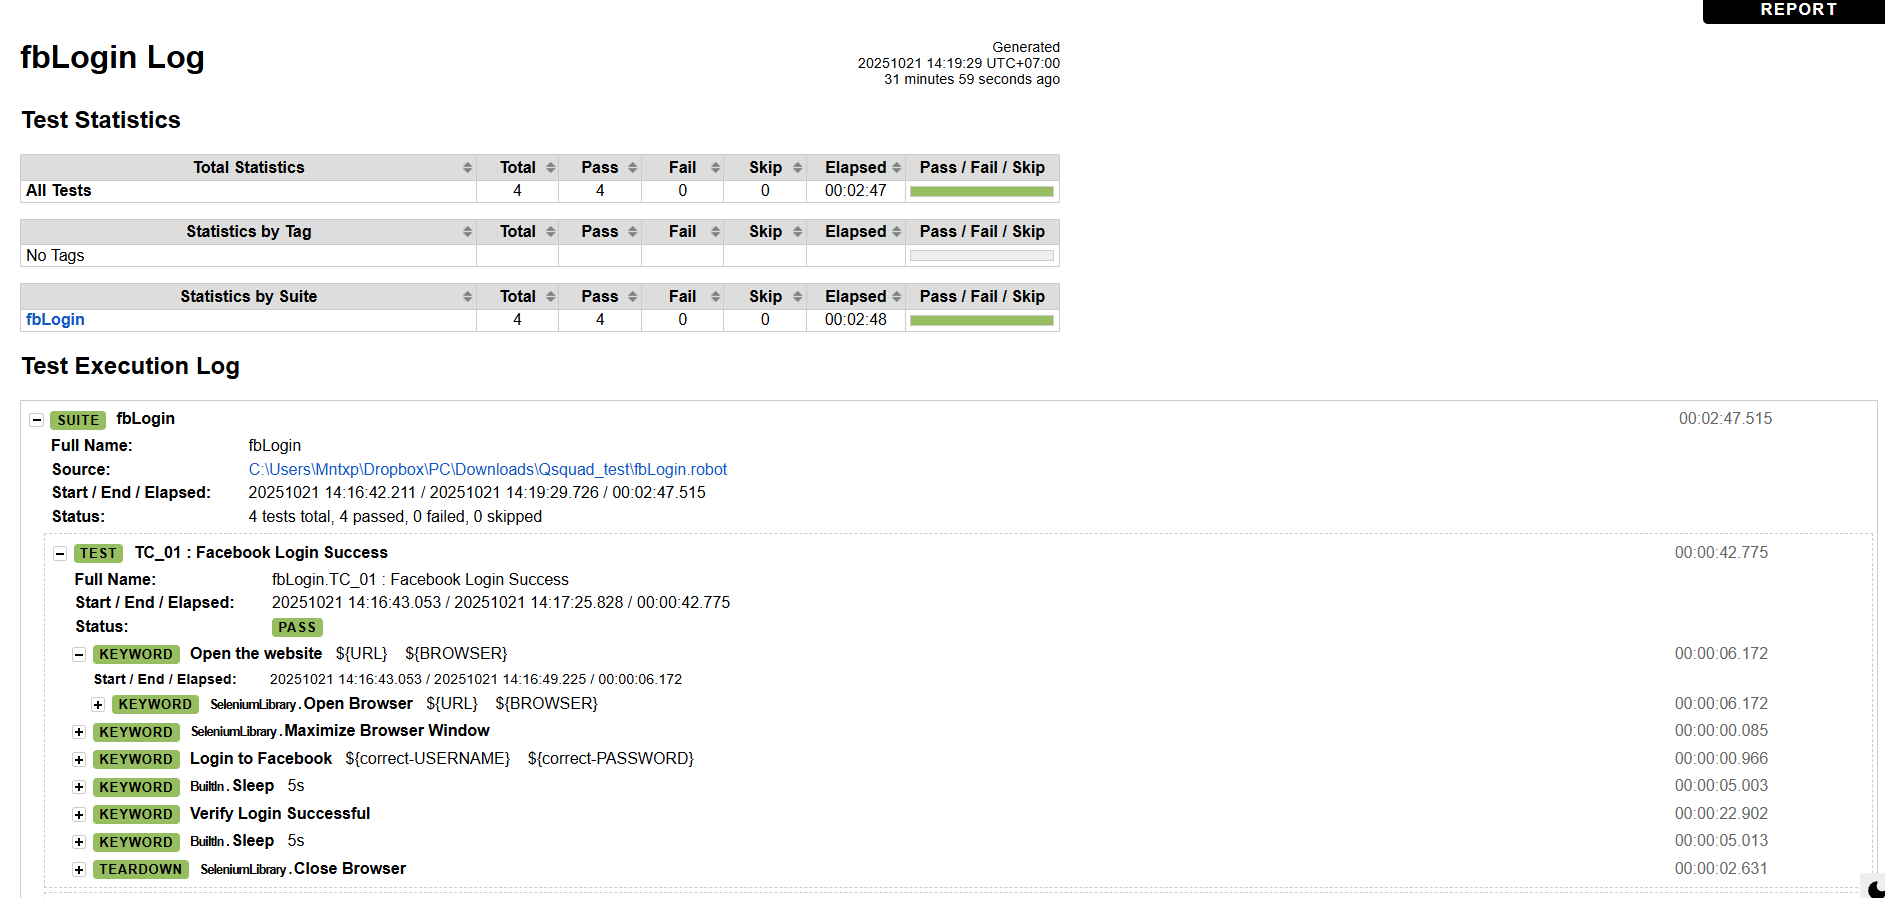 REPORT
fbLogin Log
Generated
20251021 14:19:29 UTC+07:00
31 minutes 59 seconds ago
Test Statistics
Total Statistics Total Pass Fail Skip Elapsed Pass / Fail / Skip
All Tests 4 4 0 0 00:02:47
Statistics by Tag Total Pass Fail Skip Elapsed Pass / Fail / Skip
No Tags
Statistics by Suite Total Pass Fail Skip Elapsed Pass / Fail / Skip
fbLogin 4 4 0 0 00:02:48
Test Execution Log
SUITE fbLogin 00:02:47.515
Full Name: fbLogin
Source: C:\Users\Mntxp\Dropbox\PC\Downloads\Qsquad_test\fbLogin.robot
Start / End / Elapsed: 20251021 14:16:42.211 / 20251021 14:19:29.726 / 00:02:47.515
Status: 4 tests total, 4 passed, 0 failed, 0 skipped
TEST TC_01 : Facebook Login Success 00:00:42.775
Full Name: fbLogin.TC_01 : Facebook Login Success
Start / End / Elapsed: 20251021 14:16:43.053 / 20251021 14:17:25.828 / 00:00:42.775
Status: PASS
KEYWORD Open the website ${URL} ${BROWSER} 00:00:06.172
Start / End / Elapsed: 20251021 14:16:43.053 / 20251021 14:16:49.225 / 00:00:06.172
KEYWORD SeleniumLibrary.Open Browser ${URL} ${BROWSER} 00:00:06.172
KEYWORD SeleniumLibrary.Maximize Browser Window 00:00:00.085
KEYWORD Login to Facebook ${correct-USERNAME} ${correct-PASSWORD} 00:00:00.966
KEYWORD BuiltIn.Sleep 5s 00:00:05.003
KEYWORD Verify Login Successful 00:00:22.902
KEYWORD BuiltIn.Sleep 5s 00:00:05.013
TEARDOWN SeleniumLibrary.Close Browser 00:00:02.631